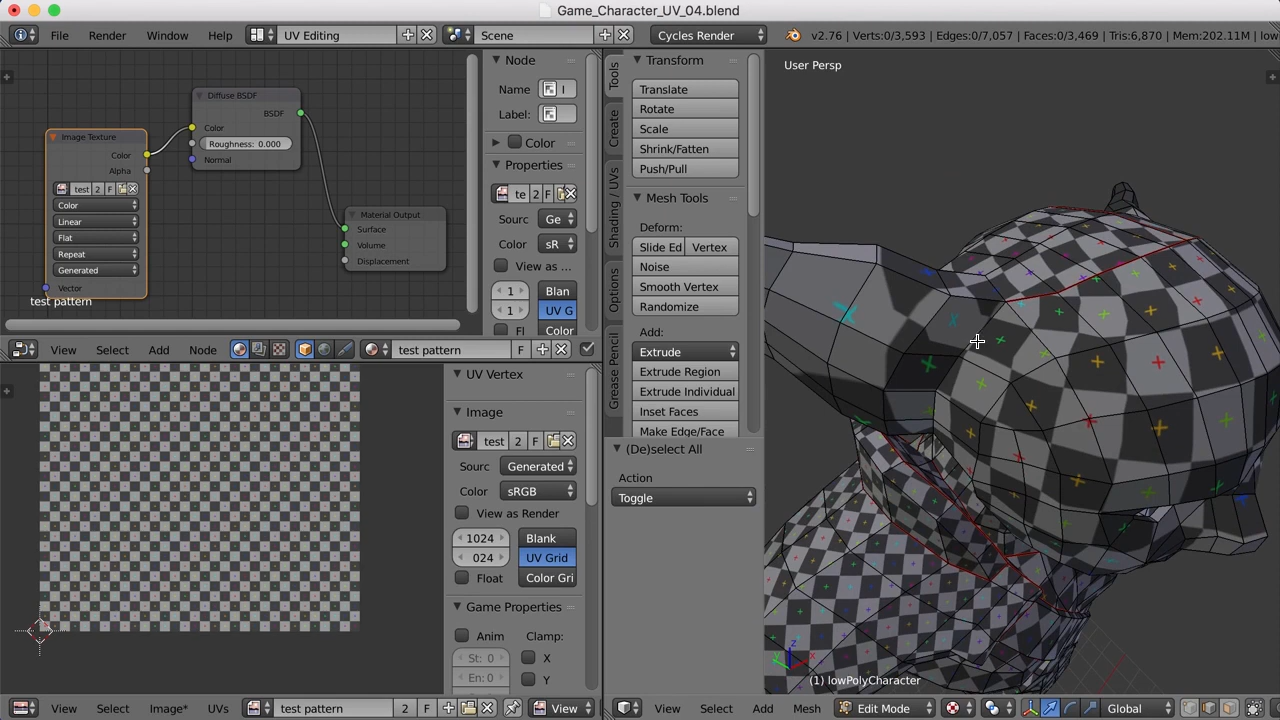 Game_Character_UV_04.blend
File Render Window Help UV Editing Scene Cycles Render v2.76 | Verts:0/3,593 | Edges:0/7,057 | Faces:0/3,469 | Tris:6,870 | Mem:202.11M | low
Image Texture
Color
Alpha
test 2 F
Color
Linear
Flat
Repeat
Generated
Vector
test pattern
Diffuse BSDF
BSDF
Color
Roughness: 0.000
Normal
Material Output
Surface
Volume
Displacement
Node
Name
Label:
Color
Properties
te 2 F
Sourc Ge
Color sR
View as ...
1 Blan
1 UV G
Fl Color
View Select Add Node test pattern F
UV Vertex
Image
test 2 F
Sourc Generated
Color sRGB
View as Render
1024 Blank
024 UV Grid
Float Color Gri
Game Properties
Anim Clamp:
St: 0 X
En: 0 Y
View Select Image* UVs test pattern 2 F View
Tools
Create
Shading / UVs
Options
Grease Pencil
Transform
Translate
Rotate
Scale
Shrink/Fatten
Push/Pull
Mesh Tools
Deform:
Slide Ed Vertex
Noise
Smooth Vertex
Randomize
Add:
Extrude
Extrude Region
Extrude Individual
Inset Faces
Make Edge/Face
(De)select All
Action
Toggle
User Persp
z
y
x
(1) lowPolyCharacter
View Select Add Mesh Edit Mode Global